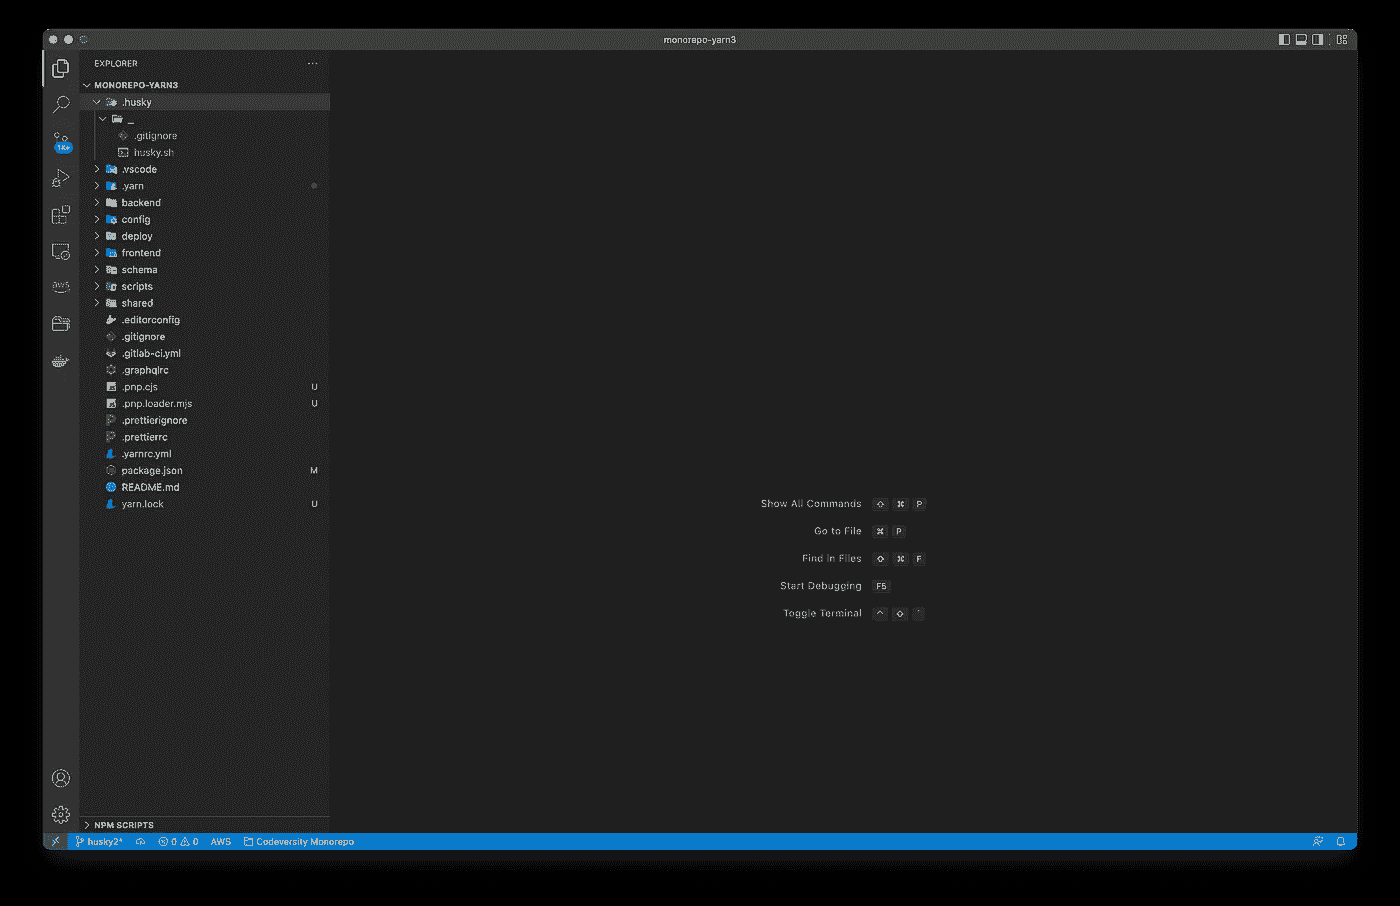 monorepo-yarn3
EXPLORER
MONOREPO-YARN3
.husky
_
.gitignore
husky.sh
.vscode
.yarn
backend
config
deploy
frontend
schema
scripts
shared
.editorconfig
.gitignore
.gitlab-ci.yml
.graphqlrc
.pnp.cjs U
.pnp.loader.mjs U
.prettierignore
.prettierrc
.yarnrc.yml
package.json M
README.md
yarn.lock U
aws
Show All Commands ⇧ ⌘ P
Go to File ⌘ P
Find in Files ⇧ ⌘ F
Start Debugging F5
Toggle Terminal ^ ⇧ `
NPM SCRIPTS
husky2* 0 0 AWS Codeversity Monorepo